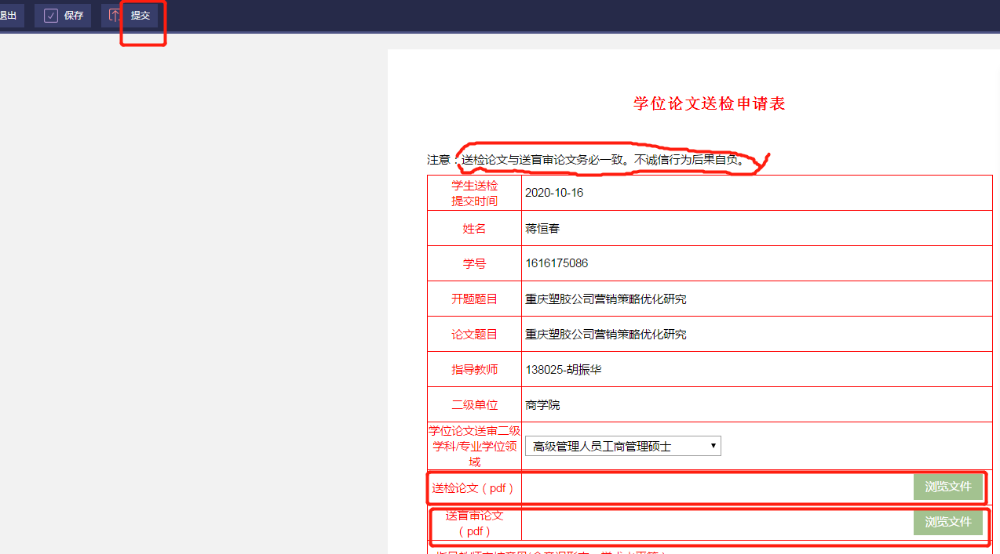 退出 保存 提交
学位论文送检申请表
注意：送检论文与送盲审论文务必一致。不诚信行为后果自负。
学生送检
提交时间
2020-10-16
姓名 蒋恒春
学号 1616175086
开题题目 重庆塑胶公司营销策略优化研究
论文题目 重庆塑胶公司营销策略优化研究
指导教师 138025-胡振华
二级单位 商学院
学位论文送审二级
学科/专业学位领
域
高级管理人员工商管理硕士
送检论文（pdf） 浏览文件
送盲审论文
（pdf）
浏览文件